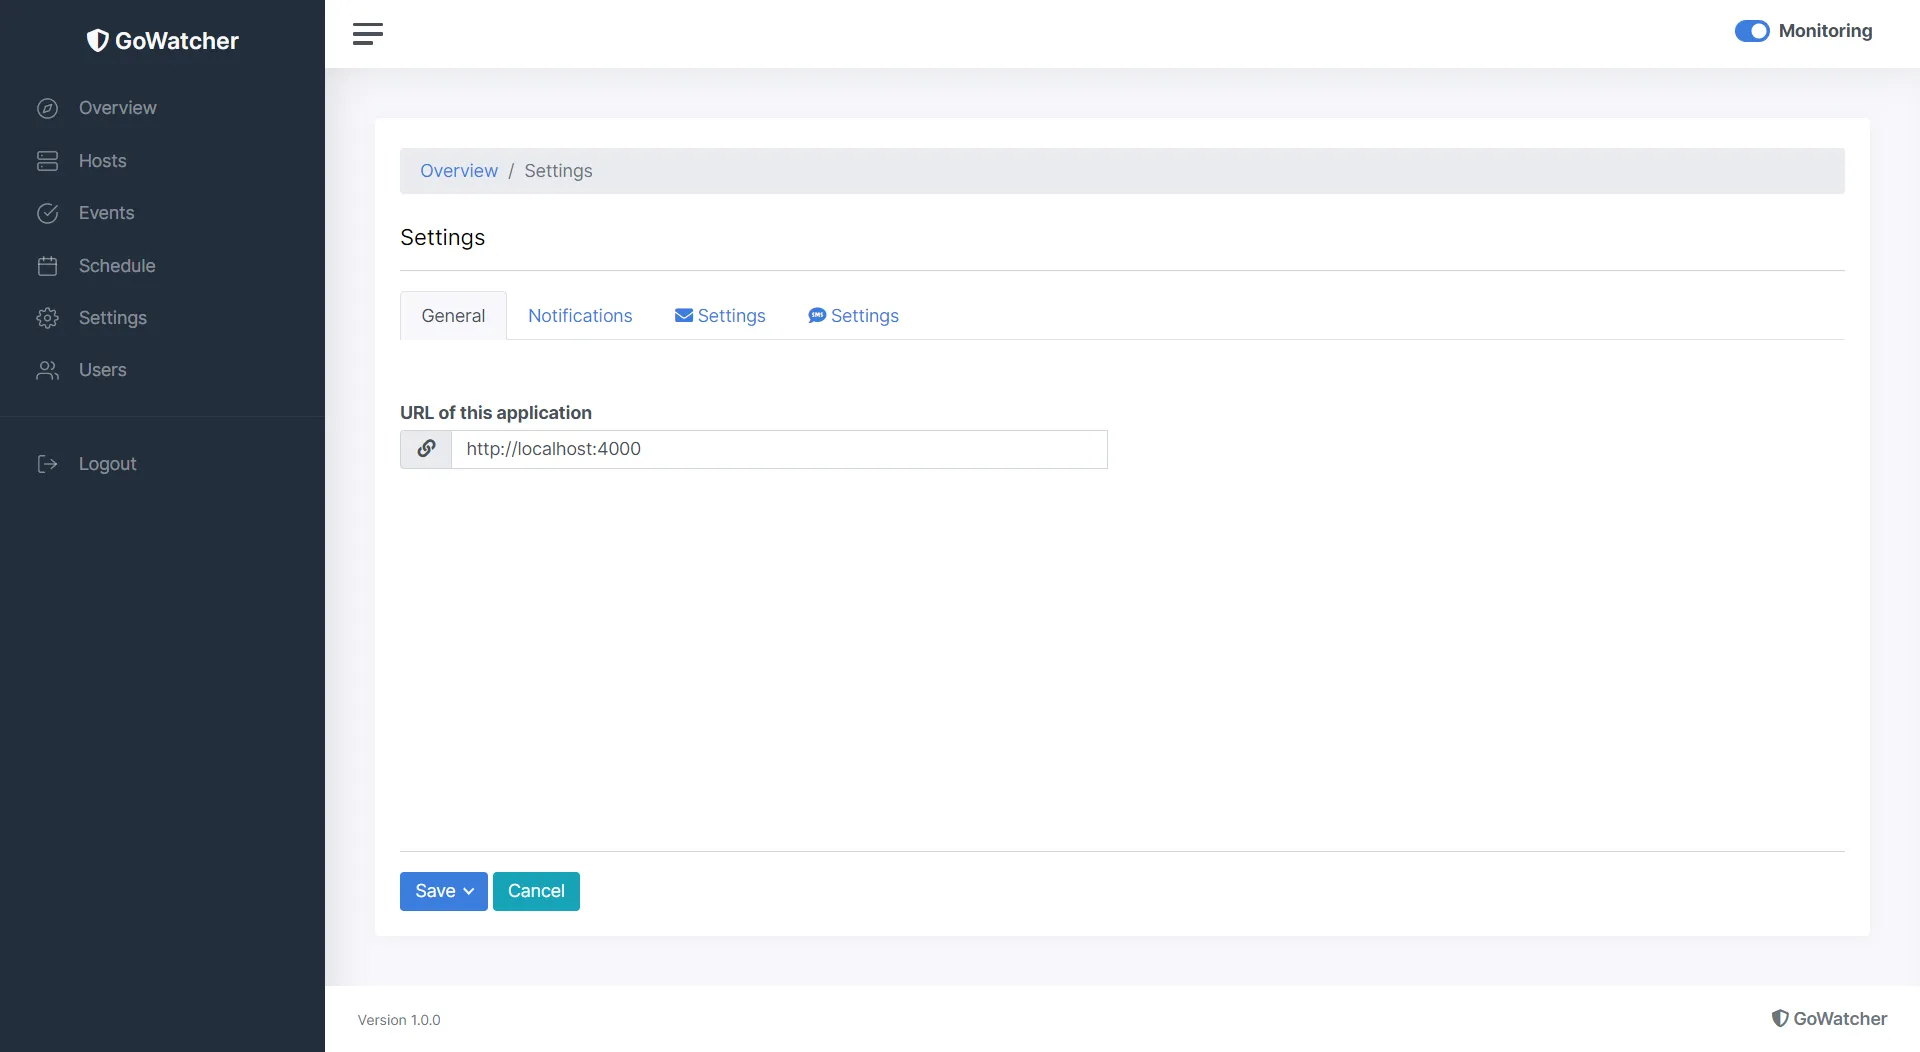 GoWatcher
Overview
Hosts
Events
Schedule
Settings
Users
Logout
Monitoring
Overview / Settings
Settings
General Notifications Settings SMS Settings
URL of this application
http://localhost:4000
Save Cancel
Version 1.0.0
GoWatcher